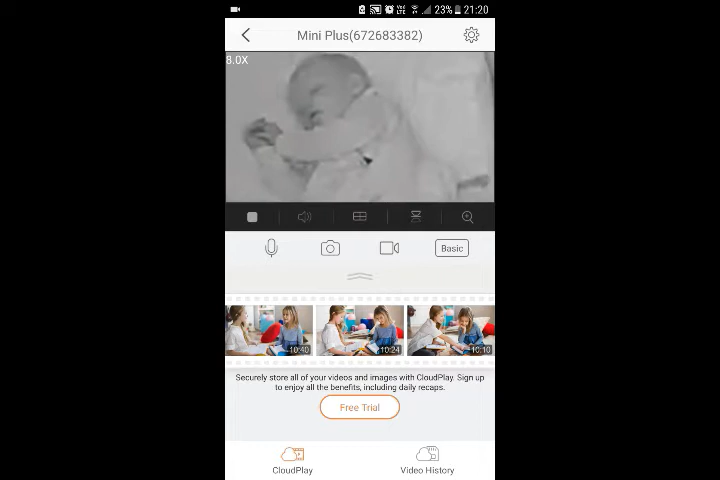 23% 21:20
Mini Plus(672683382)
8.0X
Basic
10:40 10:24 10:10
Securely store all of your videos and images with CloudPlay. Sign up
to enjoy all the benefits, including daily recaps.
Free Trial
CloudPlay Video History